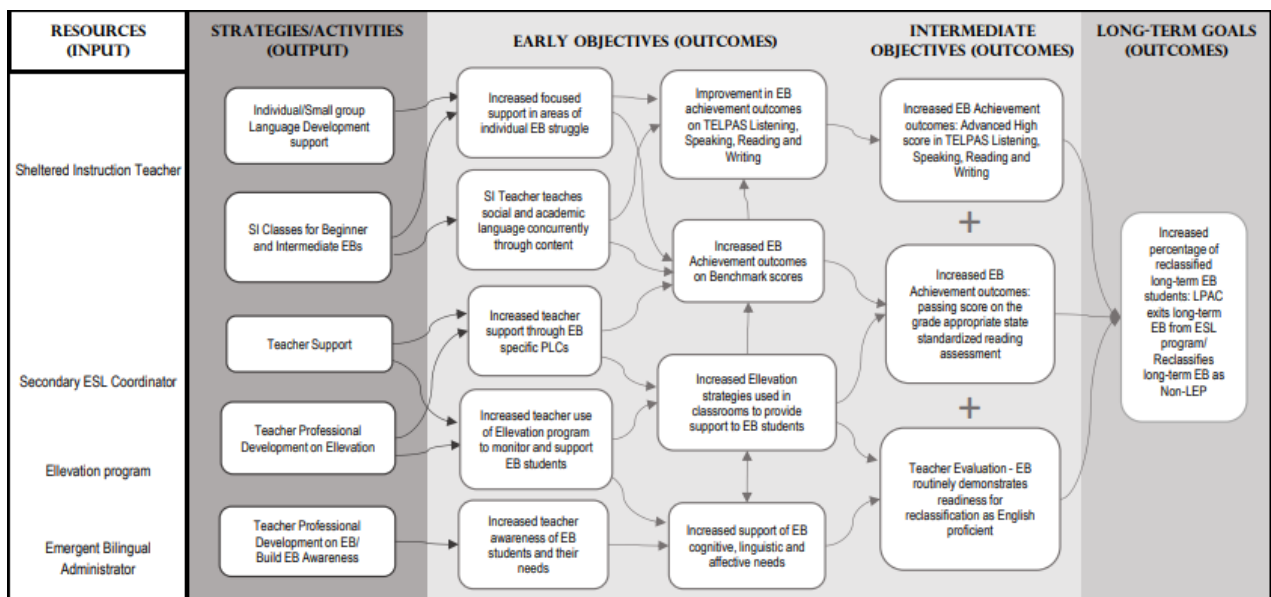 RESOURCES
(INPUT)
STRATEGIES/ACTIVITIES
(OUTPUT)
EARLY OBJECTIVES (OUTCOMES)
INTERMEDIATE
OBJECTIVES (OUTCOMES)
LONG-TERM GOALS
(OUTCOMES)
Sheltered Instruction Teacher
Secondary ESL Coordinator
Ellevation program
Emergent Bilingual
Administrator
Individual/Small group
Language Development
support
SI Classes for Beginner
and Intermediate EBs
Teacher Support
Teacher Professional
Development on Ellevation
Teacher Professional
Development on EB/
Build EB Awareness
Increased focused
support in areas of
individual EB struggle
SI Teacher teaches
social and academic
language concurrently
through content
Increased teacher
support through EB
specific PLCs
Increased teacher use
of Ellevation program
to monitor and support
EB students
Increased teacher
awareness of EB
students and their
needs
Improvement in EB
achievement outcomes
on TELPAS Listening,
Speaking, Reading and
Writing
Increased EB
Achievement outcomes
on Benchmark scores
Increased Ellevation
strategies used in
classrooms to provide
support to EB students
Increased support of EB
cognitive, linguistic and
affective needs
Increased EB Achievement
outcomes: Advanced High
score in TELPAS Listening,
Speaking, Reading and
Writing
+
Increased EB
Achievement outcomes:
passing score on the
grade appropriate state
standardized reading
assessment
+
Teacher Evaluation - EB
routinely demonstrates
readiness for
reclassification as English
proficient
Increased
percentage of
reclassified
long-term EB
students: LPAC
exits long-term
EB from ESL
program/
Reclassifies
long-term EB as
Non-LEP